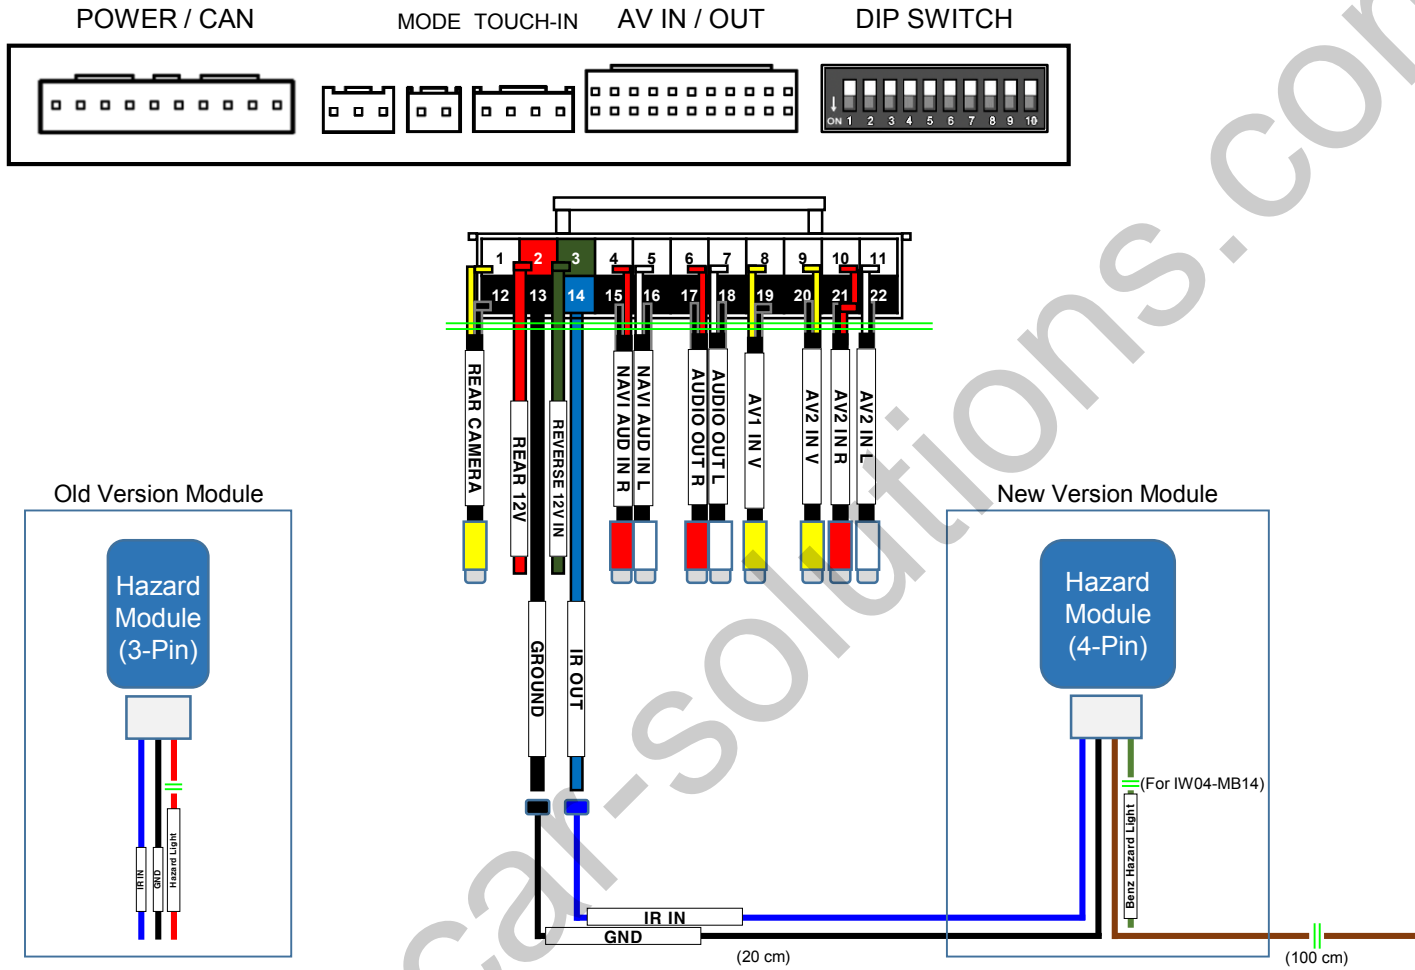 POWER / CAN
MODE
TOUCH-IN
AV IN / OUT
DIP SWITCH
ON 1 2 3 4 5 6 7 8 9 10
1 2 3 4 5 6 7 8 9 10 11
12 13 14 15 16 17 18 19 20 21 22
REAR CAMERA
REAR 12V
GROUND
REVERSE 12V IN
IR OUT
NAVI AUD IN R
NAVI AUD IN L
AUDIO OUT R
AUDIO OUT L
AV1 IN V
AV2 IN V
AV2 IN R
AV2 IN L
Old Version Module
Hazard
Module
(3-Pin)
IR IN
GND
Hazard Light
New Version Module
Hazard
Module
(4-Pin)
(For IW04-MB14)
Benz Hazard Light
IR IN
GND
(20 cm)
(100 cm)
car-solutions.com